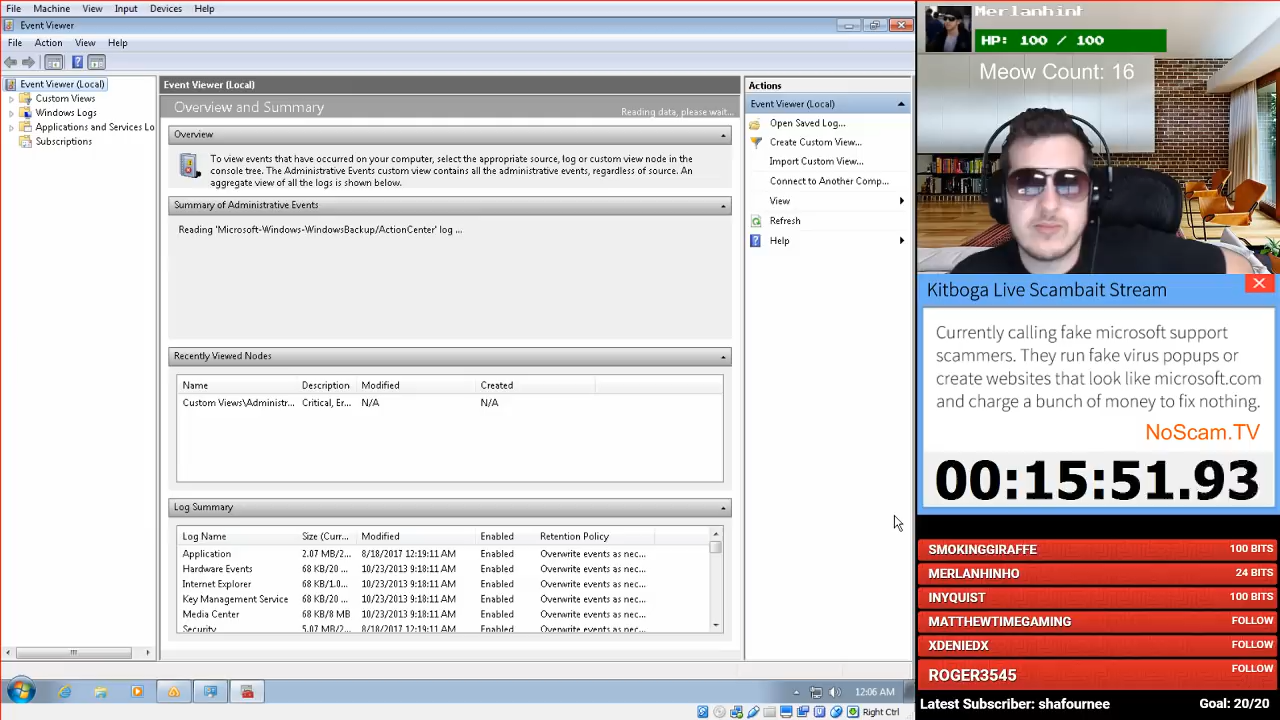 File Machine View Input Devices Help
Event Viewer
File Action View Help
Event Viewer (Local)
Custom Views
Windows Logs
Applications and Services Lo
Subscriptions
Event Viewer (Local)
Overview and Summary
Reading data, please wait...
Overview
To view events that have occurred on your computer, select the appropriate source, log or custom view node in the
console tree. The Administrative Events custom view contains all the administrative events, regardless of source. An
aggregate view of all the logs is shown below.
Summary of Administrative Events
Reading 'Microsoft-Windows-WindowsBackup/ActionCenter' log ...
Recently Viewed Nodes
Name Description Modified Created
Custom Views\Administr... Critical, Er... N/A N/A
Log Summary
Log Name Size (Curr... Modified Enabled Retention Policy
Application 2.0 MB/2... 8/18/2017 12:19:11 AM Enabled Overwrite events as nec...
Hardware Events 68 KB/20 ... 10/23/2013 9:18:11 AM Enabled Overwrite events as nec...
Internet Explorer 68 KB/1.0... 10/23/2013 9:18:11 AM Enabled Overwrite events as nec...
Key Management Service 68 KB/20 ... 10/23/2013 9:18:11 AM Enabled Overwrite events as nec...
Media Center 68 KB/8 MB 10/23/2013 9:18:11 AM Enabled Overwrite events as nec...
Security 5.07 MB/2... 8/18/2017 12:19:11 AM Enabled Overwrite events as nec...
Actions
Event Viewer (Local)
Open Saved Log...
Create Custom View...
Import Custom View...
Connect to Another Comp...
View
Refresh
Help
12:06 AM
Right Ctrl
Merlanhint
HP: 100 / 100
Meow Count: 16
Kitboga Live Scambait Stream
Currently calling fake microsoft support
scammers. They run fake virus popups or
create websites that look like microsoft.com
and charge a bunch of money to fix nothing.
NoScam.TV
00:15:51.93
SMOKINGGIRAFFE 100 BITS
MERLANHINHO 24 BITS
INYQUIST 100 BITS
MATTHEWTIMEGAMING FOLLOW
XDENIEDX FOLLOW
ROGER3545 FOLLOW
Latest Subscriber: shafournee Goal: 20/20